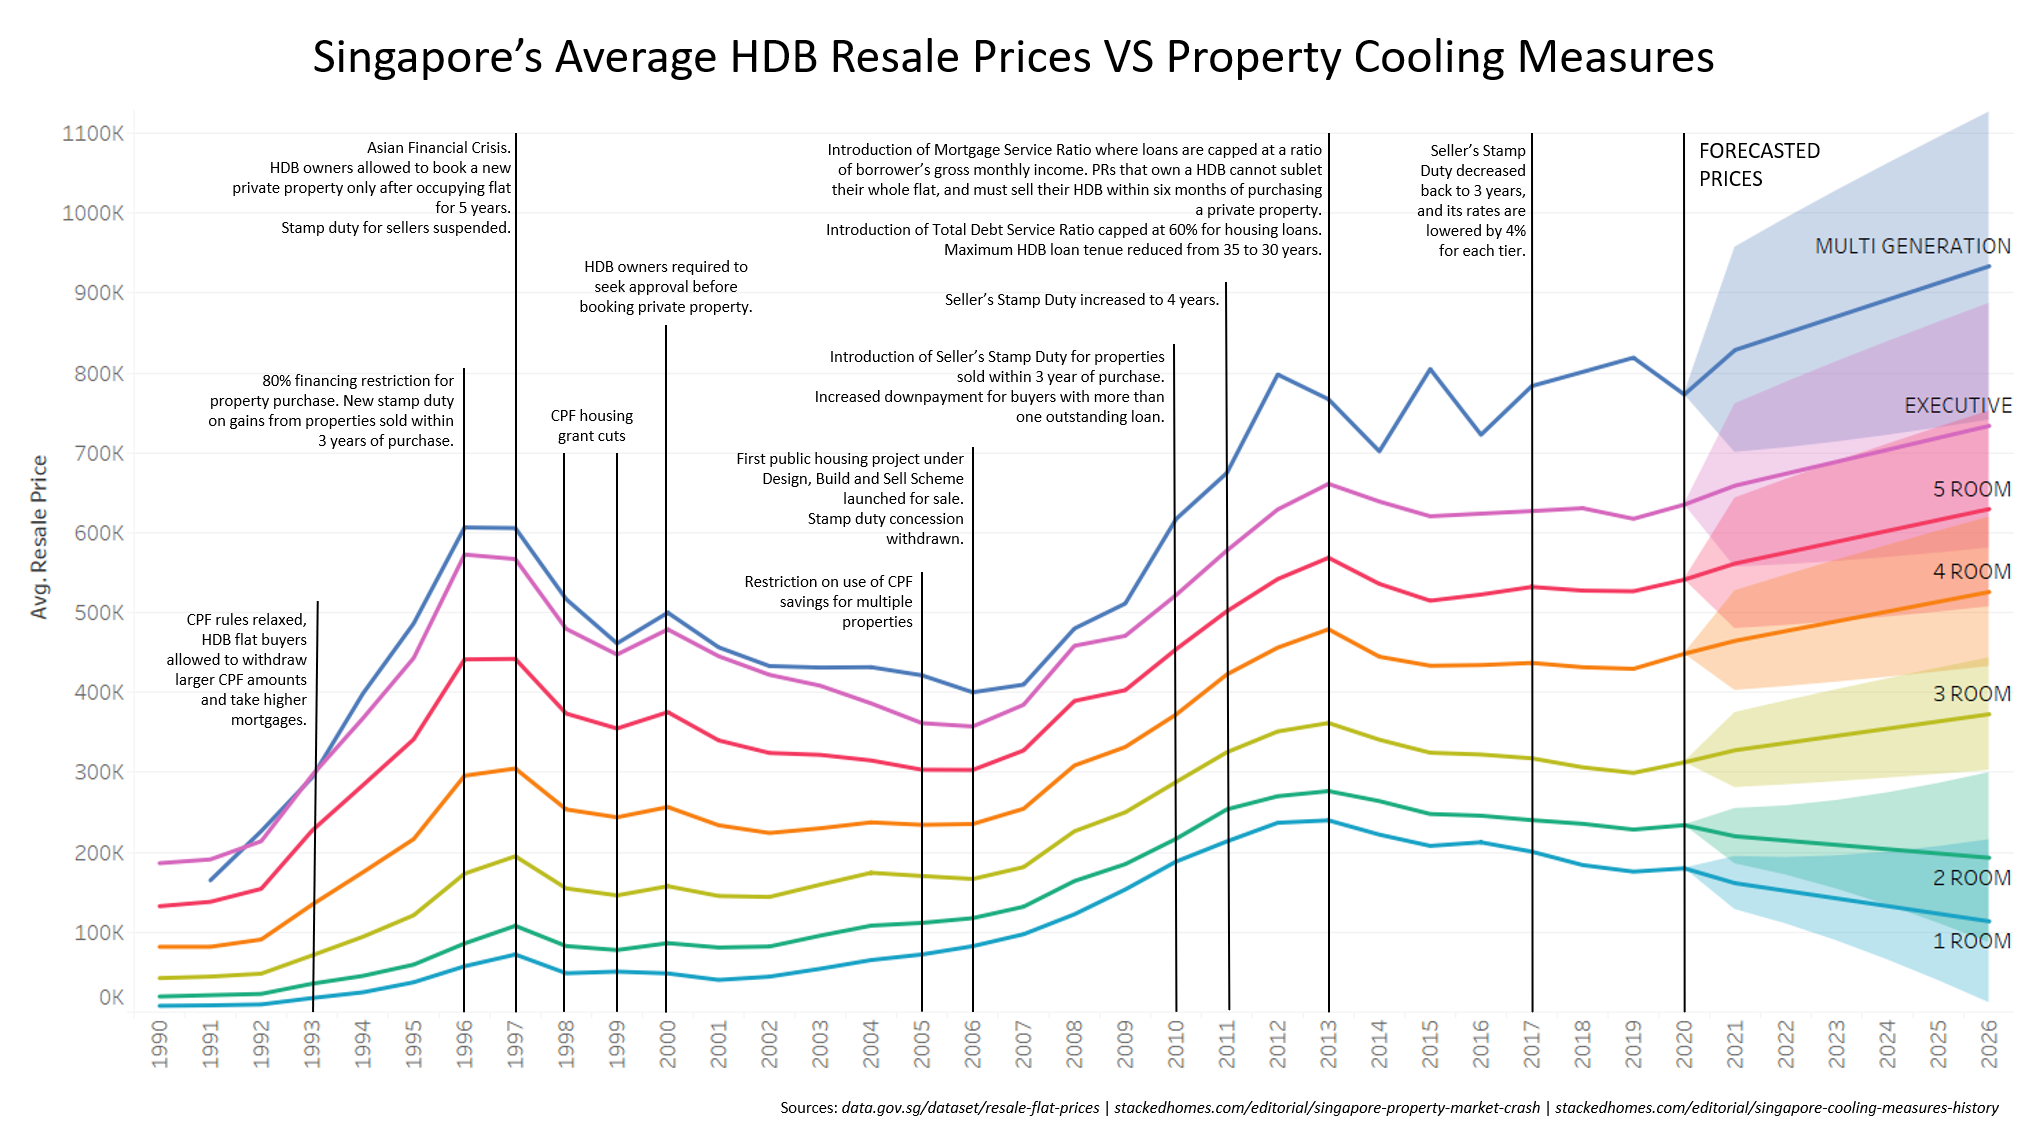 Singapore's Average HDB Resale Prices VS Property Cooling Measures
Avg. Resale Price
1100K
1000K
900K
800K
700K
600K
500K
400K
300K
200K
100K
0K
CPF rules relaxed,
HDB flat buyers
allowed to withdraw
larger CPF amounts
and take higher
mortgages.
80% financing restriction for
property purchase. New stamp duty
on gains from properties sold within
3 years of purchase.
Asian Financial Crisis.
HDB owners allowed to book a new
private property only after occupying flat
for 5 years.
Stamp duty for sellers suspended.
CPF housing
grant cuts
HDB owners required to
seek approval before
booking private property.
Restriction on use of CPF
savings for multiple
properties
First public housing project under
Design, Build and Sell Scheme
launched for sale.
Stamp duty concession
withdrawn.
Introduction of Seller's Stamp Duty for properties
sold within 3 year of purchase.
Increased downpayment for buyers with more than
one outstanding loan.
Seller's Stamp Duty increased to 4 years.
Introduction of Mortgage Service Ratio where loans are capped at a ratio
of borrower's gross monthly income. PRs that own a HDB cannot sublet
their whole flat, and must sell their HDB within six months of purchasing
a private property.
Introduction of Total Debt Service Ratio capped at 60% for housing loans.
Maximum HDB loan tenue reduced from 35 to 30 years.
Seller's Stamp
Duty decreased
back to 3 years,
and its rates are
lowered by 4%
for each tier.
FORECASTED
PRICES
MULTI GENERATION
EXECUTIVE
5 ROOM
4 ROOM
3 ROOM
2 ROOM
1 ROOM
1990
1991
1992
1993
1994
1995
1996
1997
1998
1999
2000
2001
2002
2003
2004
2005
2006
2007
2008
2009
2010
2011
2012
2013
2014
2015
2016
2017
2018
2019
2020
2021
2022
2023
2024
2025
2026
Sources: data.gov.sg/dataset/resale-flat-prices | stackedhomes.com/editorial/singapore-property-market-crash | stackedhomes.com/editorial/singapore-cooling-measures-history